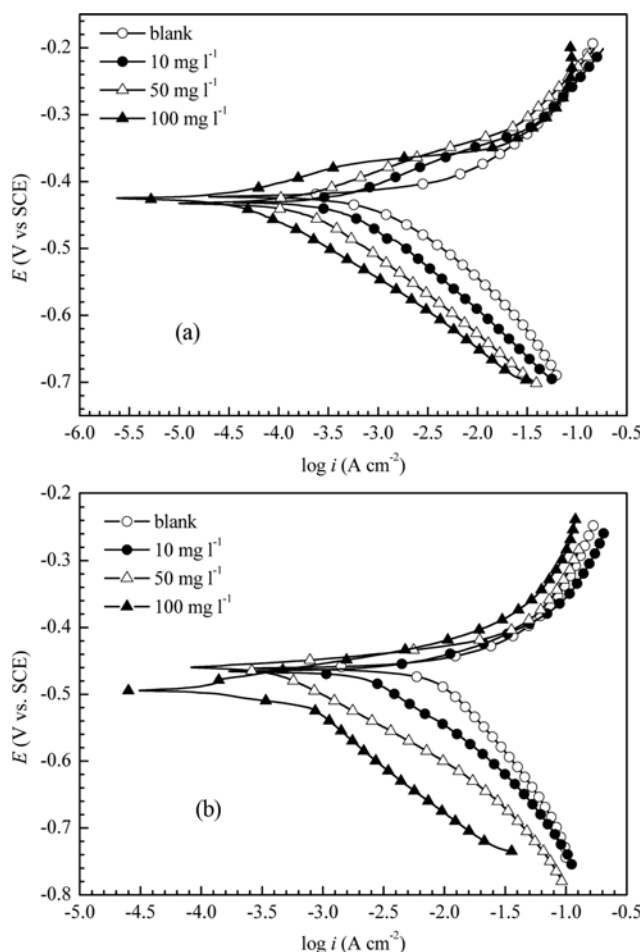 -0.2
-0.3
-0.4
-0.5
-0.6
-0.7
E (V vs SCE)
blank
10 mg l⁻¹
50 mg l⁻¹
100 mg l⁻¹
(a)
-6.0 -5.5 -5.0 -4.5 -4.0 -3.5 -3.0 -2.5 -2.0 -1.5 -1.0 -0.5
log i (A cm⁻²)
-0.2
-0.3
-0.4
-0.5
-0.6
-0.7
-0.8
E (V vs. SCE)
blank
10 mg l⁻¹
50 mg l⁻¹
100 mg l⁻¹
(b)
-5.0 -4.5 -4.0 -3.5 -3.0 -2.5 -2.0 -1.5 -1.0 -0.5
log i (A cm⁻²)